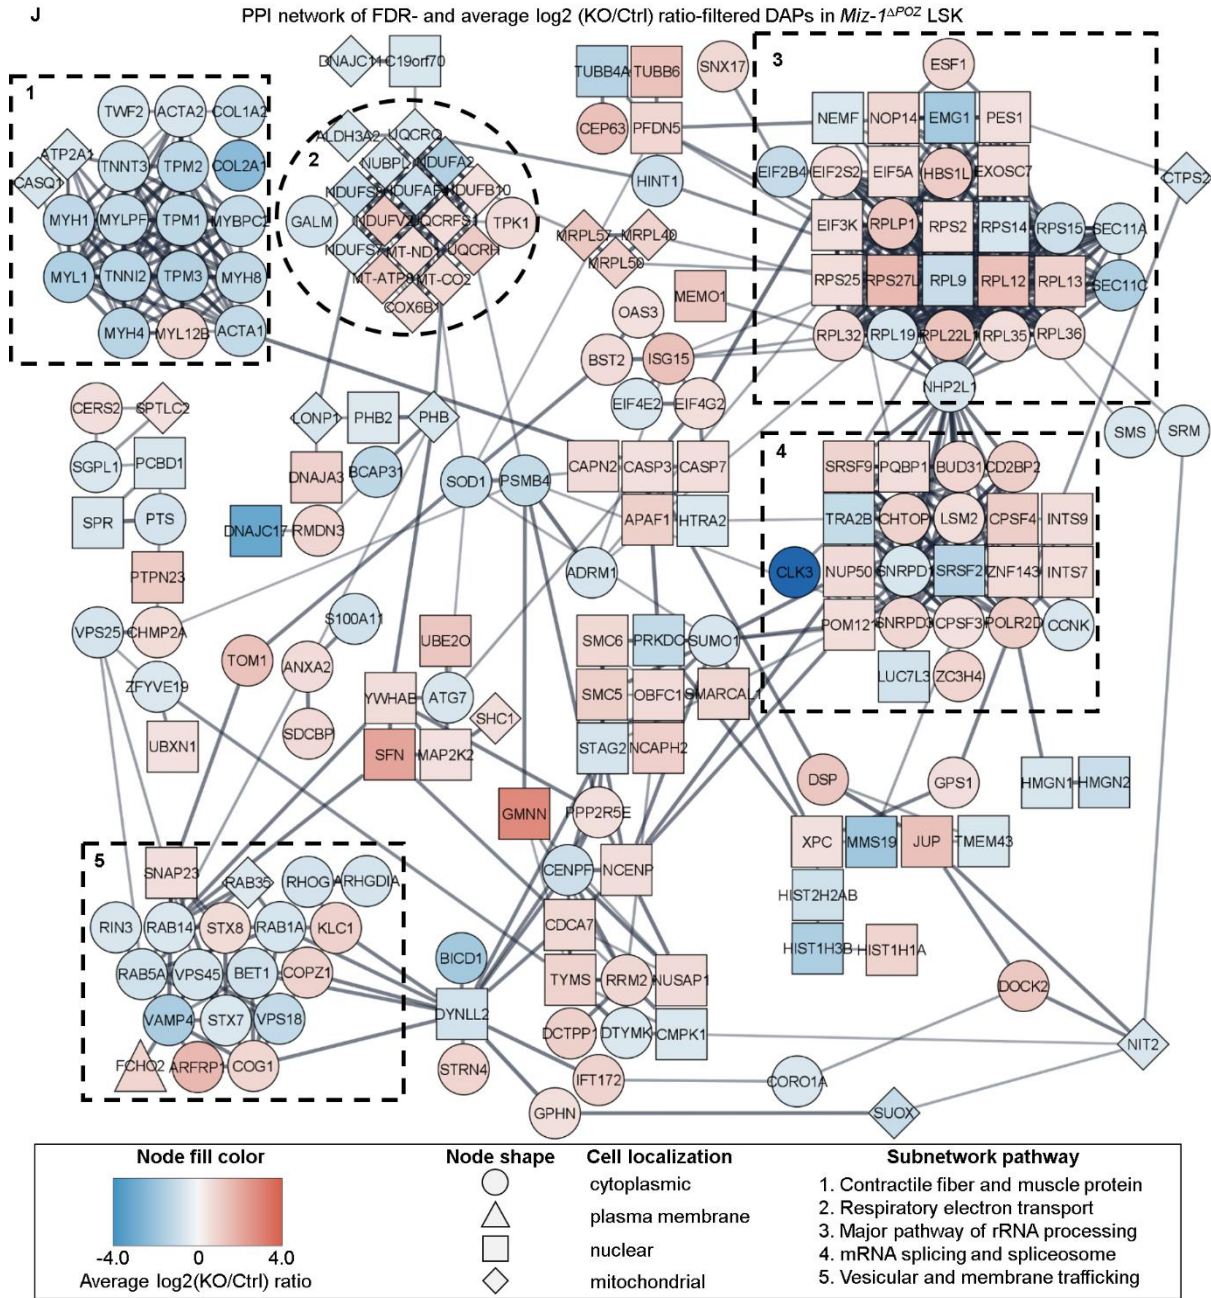 J
PPI network of FDR- and average log2 (KO/Ctrl) ratio-filtered DAPs in Miz-1ΔPOZ LSK
1
TWF2 ACTA2 COL1A2
ATP2A1 TNNT3 TPM2 COL2A1
CASQ1
MYH1 MYLPF TPM1 MYBPC2
MYL1 TNNI2 TPM3 MYH8
MYH4 MYL12B ACTA1
DNAJC11 C19orf70
2
ALDH3A2 UQCRQ
NUBPL NDUFA2
NDUFS NDUFAF NDUFB10
GALM NDUFV2 UQCRFS1 TPK1
NDUFS7 MT-ND1 UQCRH
MT-ATP8 MT-CO2
COX6B1
TUBB4A TUBB6 SNX17
CEP63 PFDN5
HINT1
MRPL57 MRPL40
MRPL50
MEMO1
OAS3
BST2 ISG15
EIF4E2 EIF4G2
3
ESF1
NEMF NOP14 EMG1 PES1
EIF2B4 EIF2S2 EIF5A HBS1L EXOSC7 CTPS2
EIF3K RPLP1 RPS2 RPS14 RPS15 SEC11A
RPS25 RPS27L RPL9 RPL12 RPL13 SEC11C
RPL32 RPL19 RPL22L1 RPL35 RPL36
NHP2L1
SMS SRM
CERS2 SPTLC2
SGPL1 PCBD1
SPR PTS
PTPN23
VPS25 CHMP2A
ZFYVE19
UBXN1
LONP1 PHB2 PHB
DNAJA3 BCAP31
DNAJC17 RMDN3
SOD1 PSMB4
CAPN2 CASP3 CASP7
APAF1 HTRA2
ADRM1
4
SRSF9 PQBP1 BUD31 CD2BP2
TRA2B CHTOP LSM2 CPSF4 INTS9
CLK3 NUP50 SNRPD1 SRSF2 ZNF143 INTS7
POM121 SNRPD3 CPSF3 POLR2D CCNK
LUC7L3 ZC3H4
S100A11
TOM1 ANXA2
SDCBP
UBE2O
YWHAB ATG7
SHC1
SFN MAP2K2
SMC6 PRKDC SUMO1
SMC5 OBFC1 SMARCAL1
STAG2 NCAPH2
GMNN PPP2R5E
CENPF NCENP
CDCA7
TYMS RRM2 NUSAP1
DCTPP1 DTYMK CMPK1
DSP GPS1 HMGN1 HMGN2
XPC MMS19 JUP TMEM43
HIST2H2AB
HIST1H3B HIST1H1A
DOCK2
NIT2
5
SNAP23 RAB35 RHOG ARHGDIA
RIN3 RAB14 STX8 RAB1A KLC1
RAB5A VPS45 BET1 COPZ1
VAMP4 STX7 VPS18
FCHO2 ARFRP1 COG1
BICD1
DYNLL2
STRN4
IFT172
GPHN
CORO1A
SUOX
Node fill color
-4.0 0 4.0
Average log2(KO/Ctrl) ratio
Node shape Cell localization
cytoplasmic
plasma membrane
nuclear
mitochondrial
Subnetwork pathway
1. Contractile fiber and muscle protein
2. Respiratory electron transport
3. Major pathway of rRNA processing
4. mRNA splicing and spliceosome
5. Vesicular and membrane trafficking